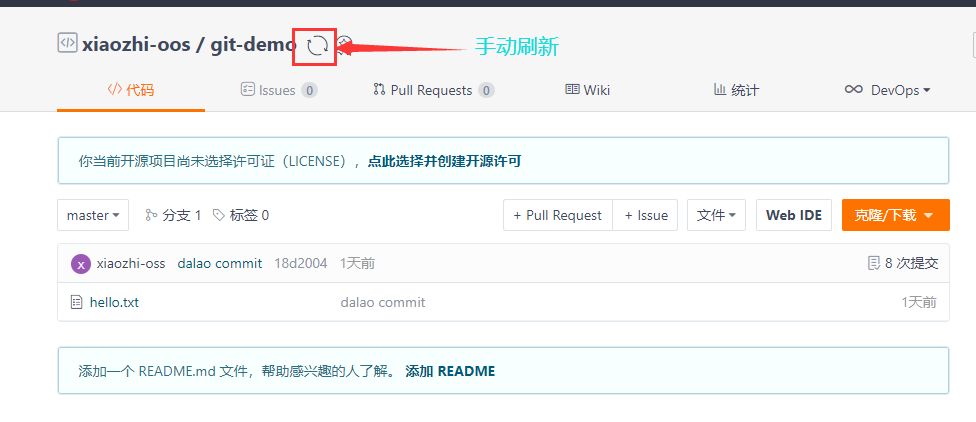 xiaozhi-oos / git-demo 手动刷新
代码 Issues 0 Pull Requests 0 Wiki 统计 DevOps
你当前开源项目尚未选择许可证（LICENSE），点此选择并创建开源许可
master 分支 1 标签 0 + Pull Request + Issue 文件 Web IDE 克隆/下载
x xiaozhi-oss dalao commit 18d2004 1天前 8 次提交
hello.txt dalao commit 1天前
添加一个 README.md 文件，帮助感兴趣的人了解。 添加 README